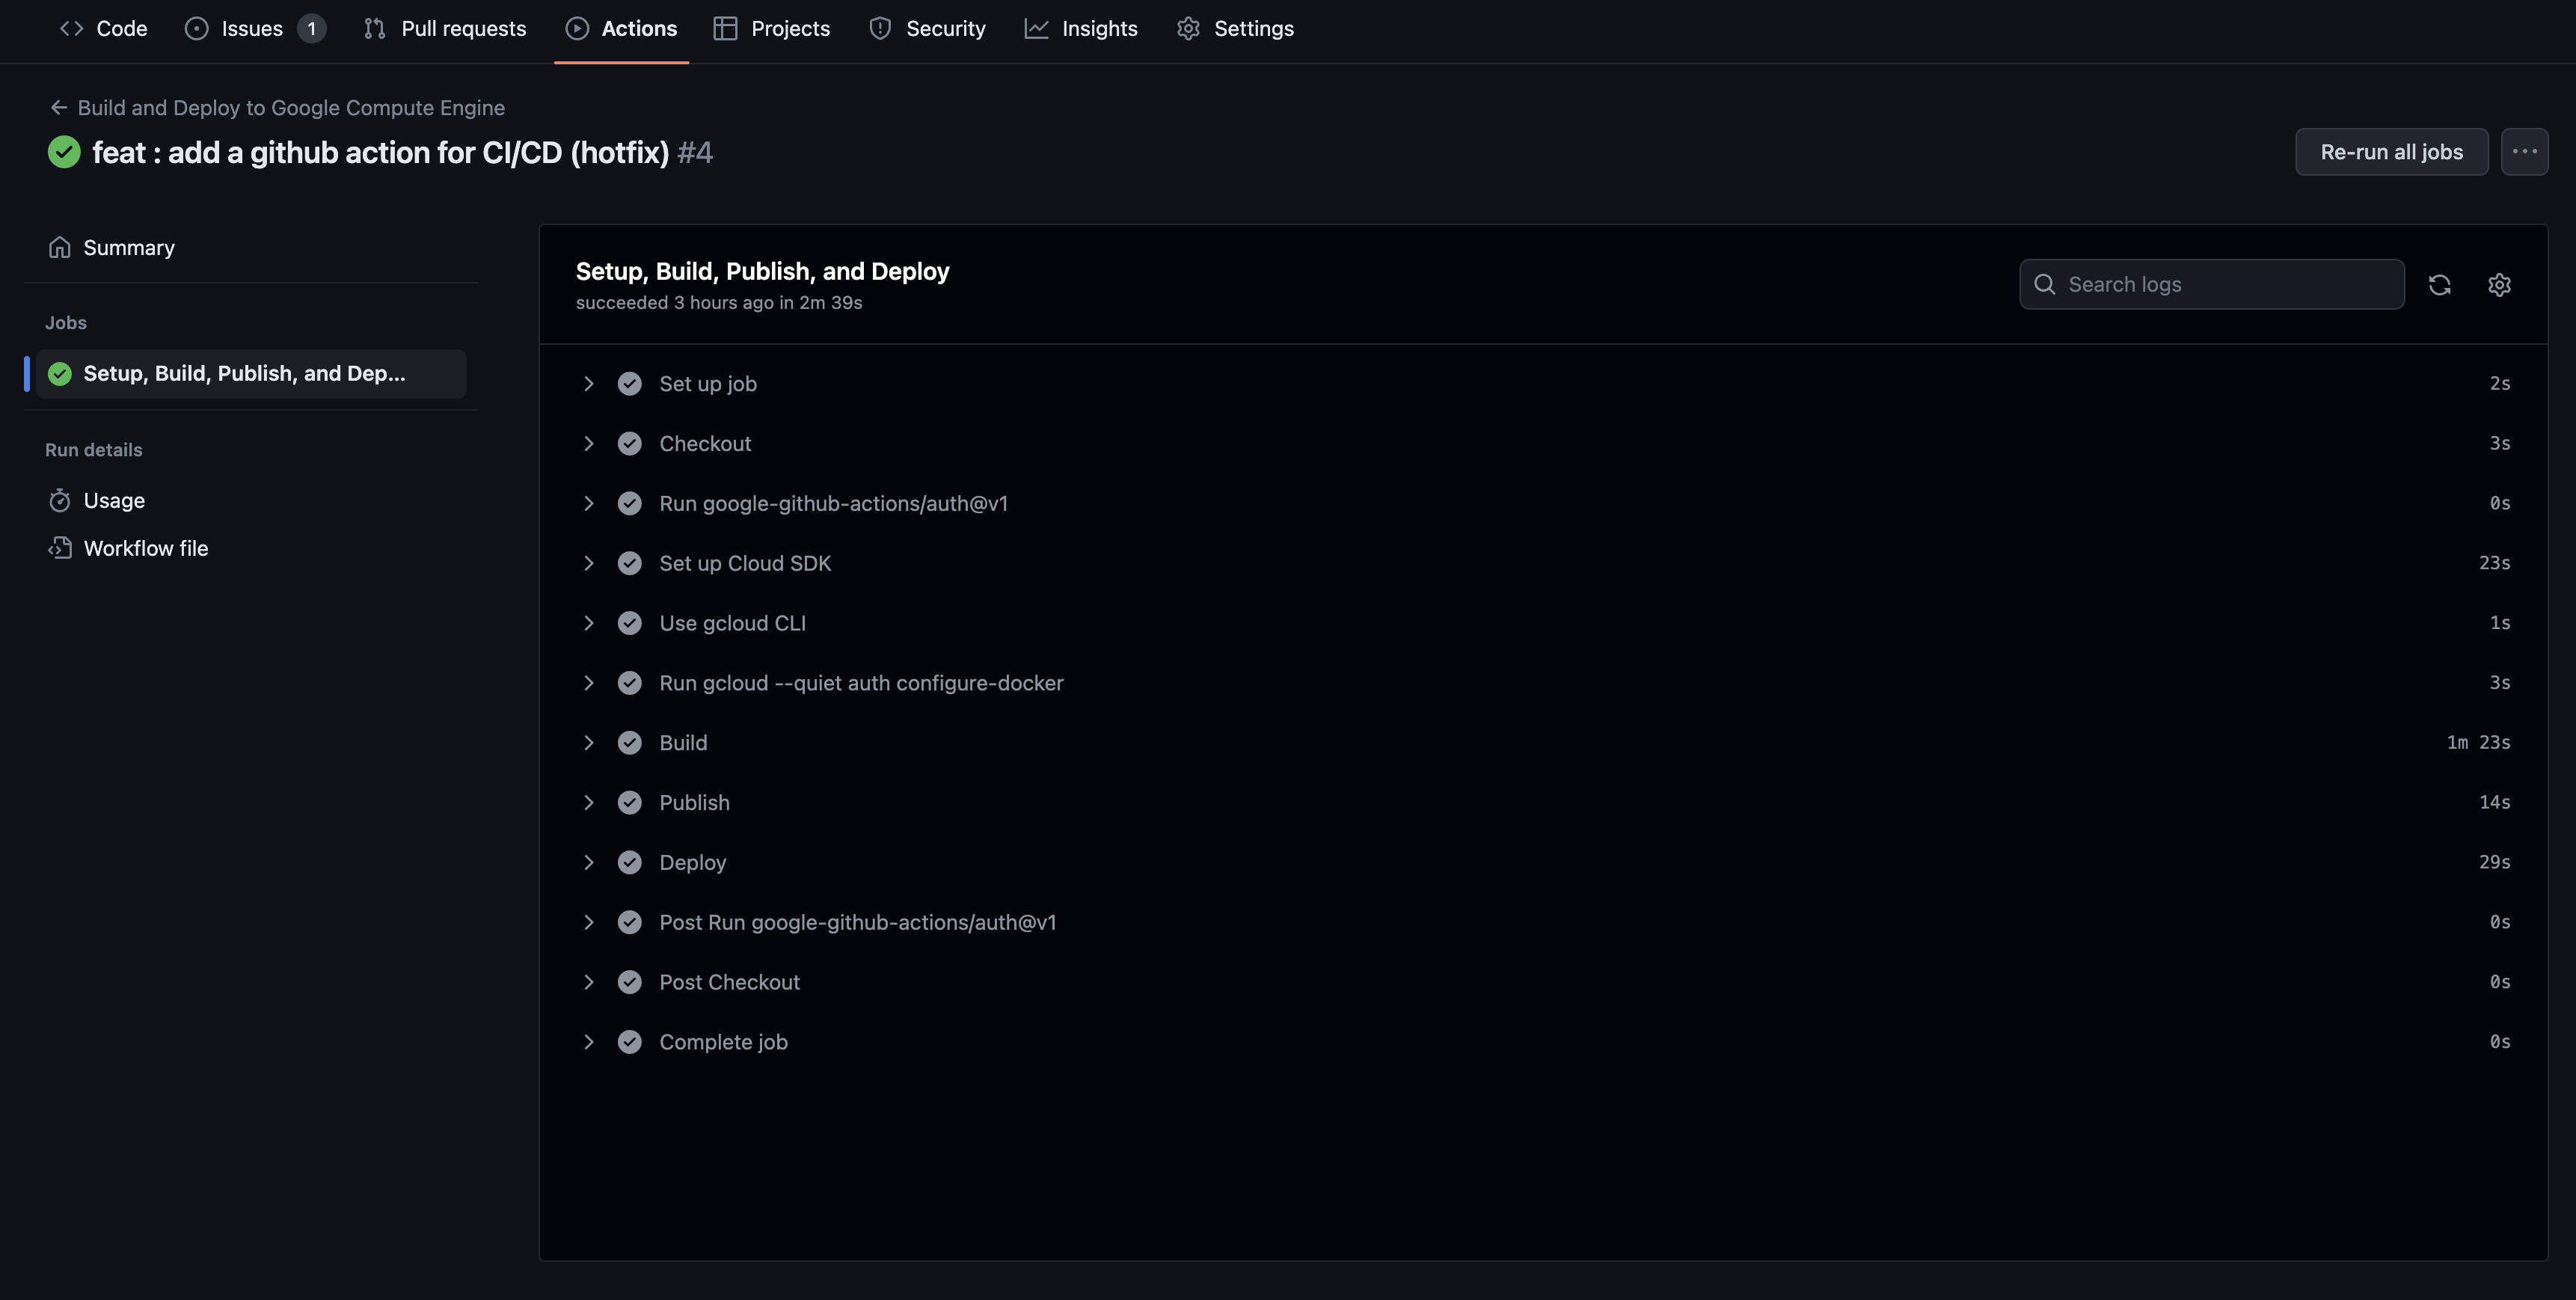 Code Issues 1 Pull requests Actions Projects Security Insights Settings
Build and Deploy to Google Compute Engine
feat : add a github action for CI/CD (hotfix) #4
Re-run all jobs
Summary
Jobs
Setup, Build, Publish, and Dep...
Run details
Usage
Workflow file
Setup, Build, Publish, and Deploy
succeeded 3 hours ago in 2m 39s
Search logs
Set up job 2s
Checkout 3s
Run google-github-actions/auth@v1 0s
Set up Cloud SDK 23s
Use gcloud CLI 1s
Run gcloud --quiet auth configure-docker 3s
Build 1m 23s
Publish 14s
Deploy 29s
Post Run google-github-actions/auth@v1 0s
Post Checkout 0s
Complete job 0s